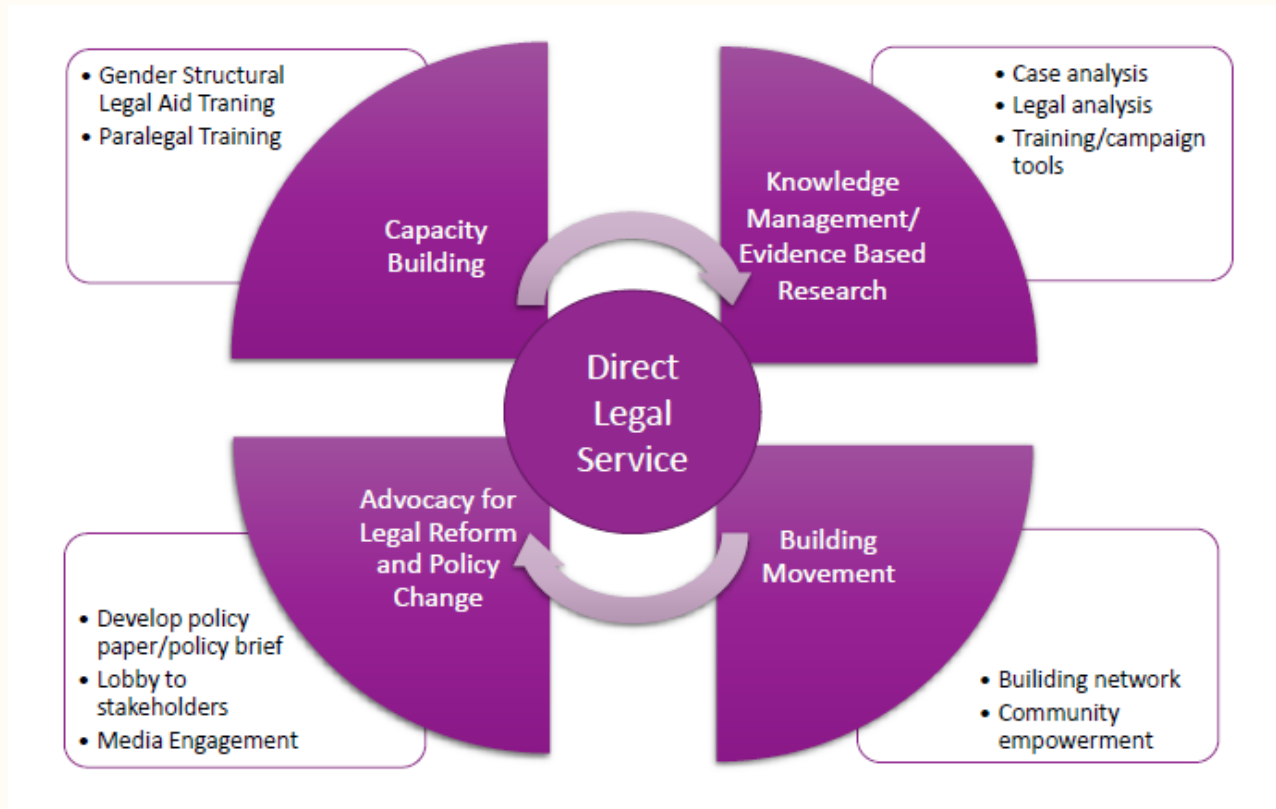 • Gender Structural
Legal Aid Traning
• Paralegal Training
Capacity
Building
Knowledge
Management/
Evidence Based
Research
• Case analysis
• Legal analysis
• Training/campaign
tools
Direct
Legal
Service
Advocacy for
Legal Reform
and Policy
Change
• Develop policy
paper/policy brief
• Lobby to
stakeholders
• Media Engagement
Building
Movement
• Builiding network
• Community
empowerment